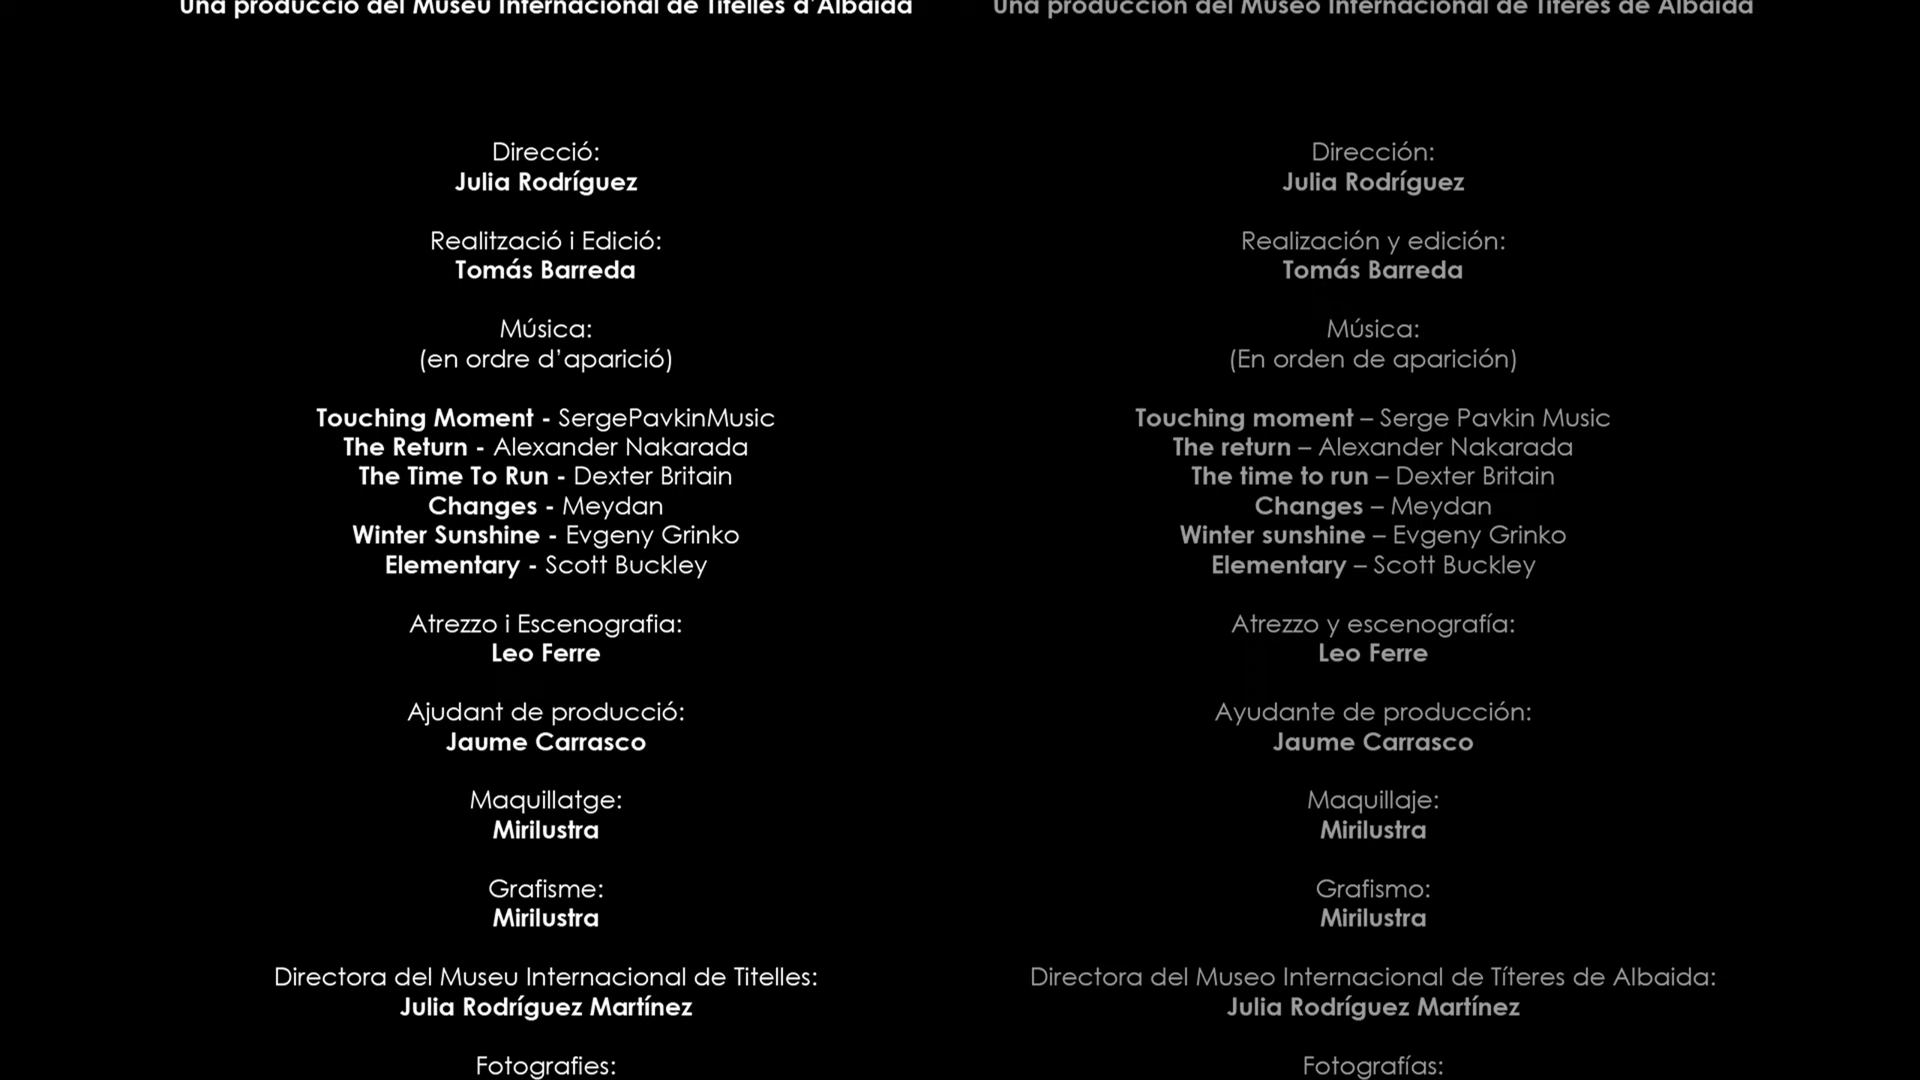 Una producció del Museu Internacional de Titelles d'Albaida
Direcció:
Julia Rodríguez
Realització i Edició:
Tomás Barreda
Música:
(en ordre d’aparició)
Touching Moment - SergePavkinMusic
The Return - Alexander Nakarada
The Time To Run - Dexter Britain
Changes - Meydan
Winter Sunshine - Evgeny Grinko
Elementary - Scott Buckley
Atrezzo i Escenografia:
Leo Ferre
Ajudant de producció:
Jaume Carrasco
Maquillatge:
Mirilustra
Grafisme:
Mirilustra
Directora del Museu Internacional de Titelles:
Julia Rodríguez Martínez
Fotografies:
Una producción del Museo Internacional de Títeres de Albaida
Dirección:
Julia Rodríguez
Realización y edición:
Tomás Barreda
Música:
(En orden de aparición)
Touching moment – Serge Pavkin Music
The return – Alexander Nakarada
The time to run – Dexter Britain
Changes – Meydan
Winter sunshine – Evgeny Grinko
Elementary – Scott Buckley
Atrezzo y escenografía:
Leo Ferre
Ayudante de producción:
Jaume Carrasco
Maquillaje:
Mirilustra
Grafismo:
Mirilustra
Directora del Museo Internacional de Títeres de Albaida:
Julia Rodríguez Martínez
Fotografías: